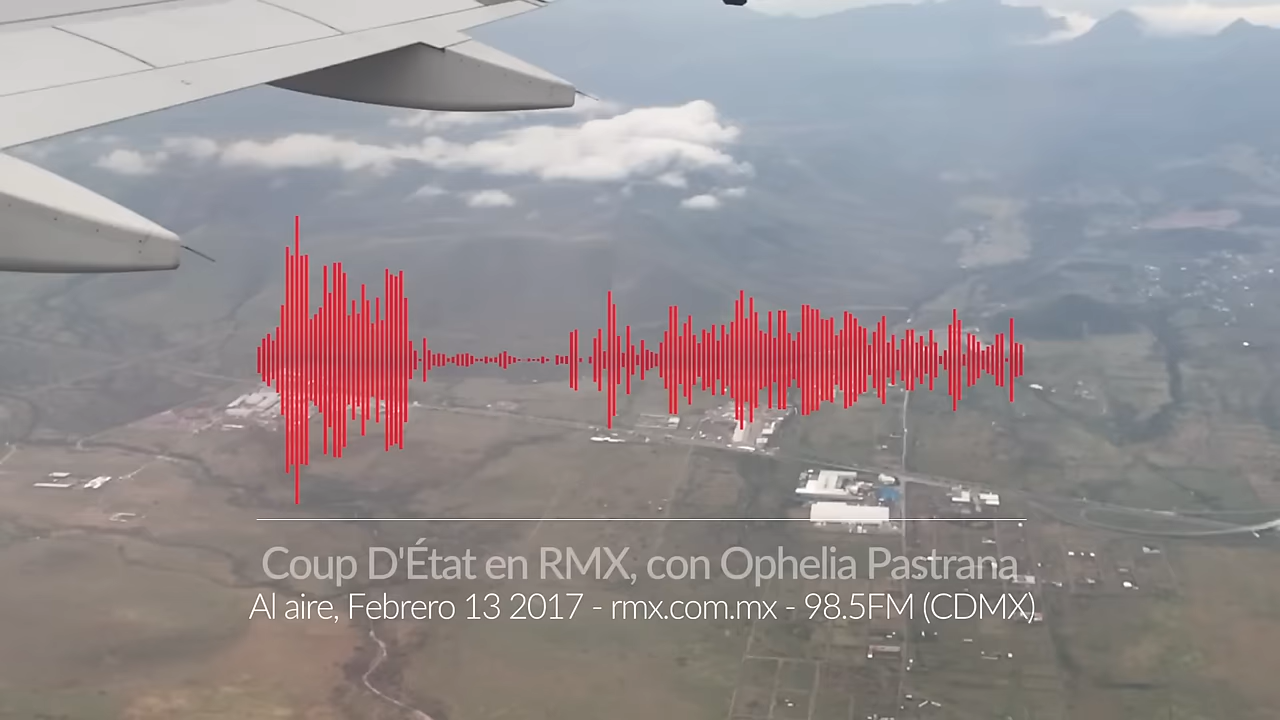 Coup D'État en RMX, con Ophelia Pastrana
Al aire, Febrero 13 2017 - rmx.com.mx - 98.5FM (CDMX)